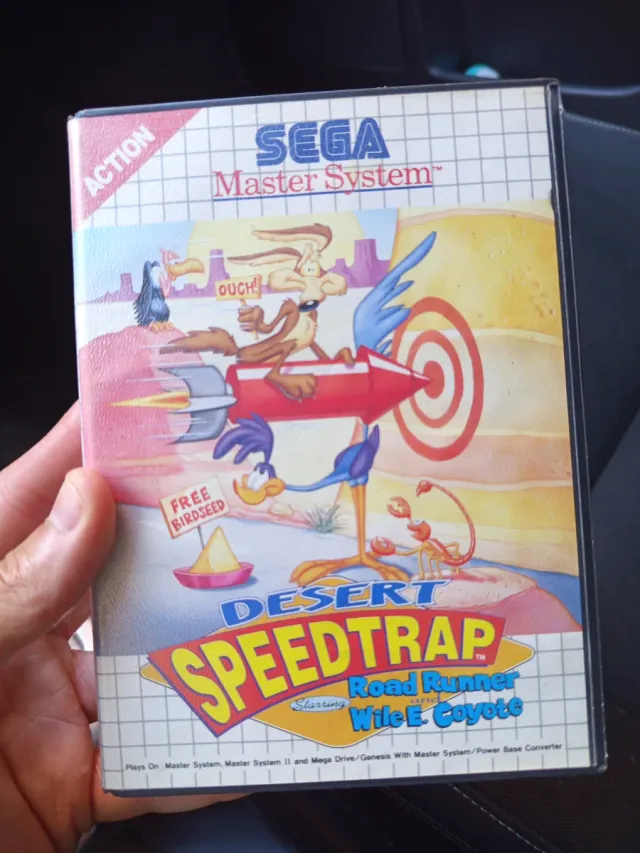 ACTION
SEGA
Master System™
OUCH!
FREE
BIRDSEED
DESERT
SPEEDTRAP™
Starring Road Runner
and
Wile E. Coyote
Plays On : Master System, Master System II and Mega Drive/Genesis With Master System/Power Base Converter